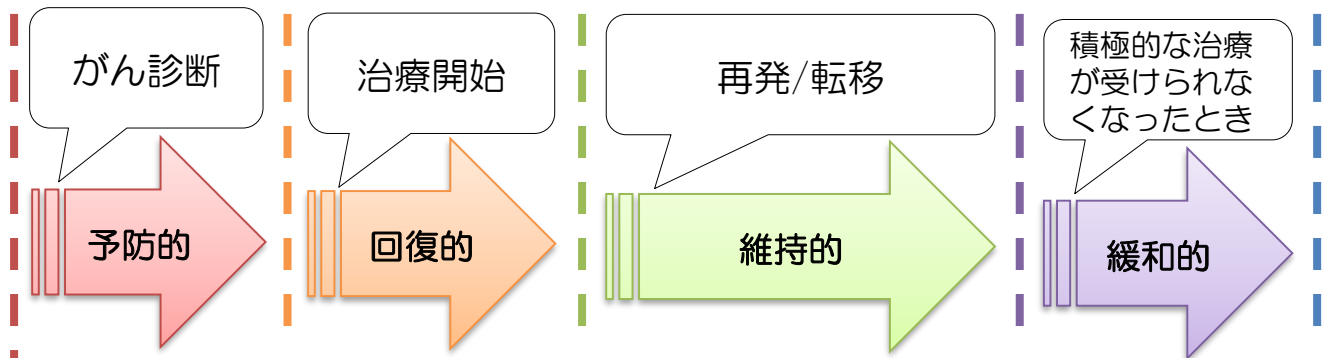 がん診断
治療開始
再発/転移
積極的な治療
が受けられな
くなったとき
予防的
回復的
維持的
緩和的